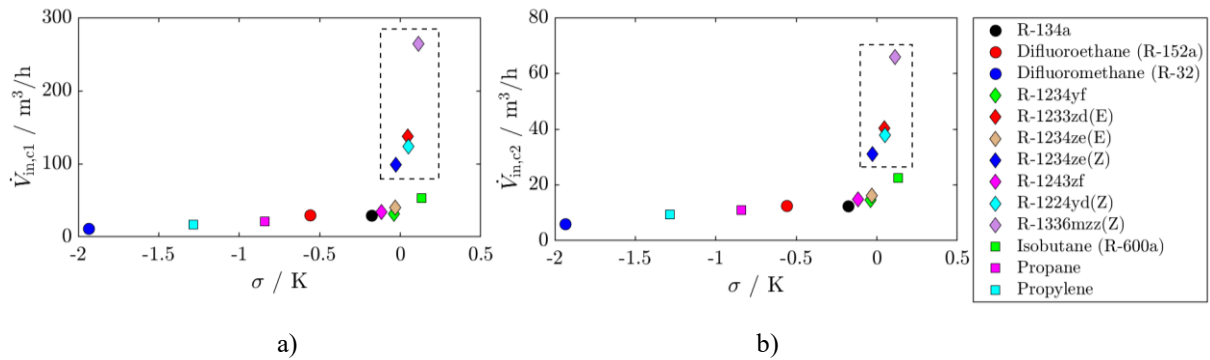 300
200
100
0
V̇in,c1 / m³/h
-2 -1.5 -1 -0.5 0 0.5
σ / K
a)
80
60
40
20
0
V̇in,c2 / m³/h
-2 -1.5 -1 -0.5 0 0.5
σ / K
b)
R-134a
Difluoroethane (R-152a)
Difluoromethane (R-32)
R-1234yf
R-1233zd(E)
R-1234ze(E)
R-1234ze(Z)
R-1243zf
R-1224yd(Z)
R-1336mzz(Z)
Isobutane (R-600a)
Propane
Propylene